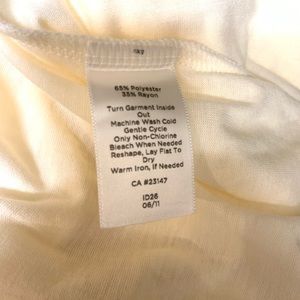 65% Polyester
35% Rayon
Turn Garment Inside
Out
Machine Wash Cold
Gentle Cycle
Only Non-Chlorine
Bleach When Needed
Reshape, Lay Flat To
Dry
Warm Iron, if Needed
CA #23147
ID26
06/11